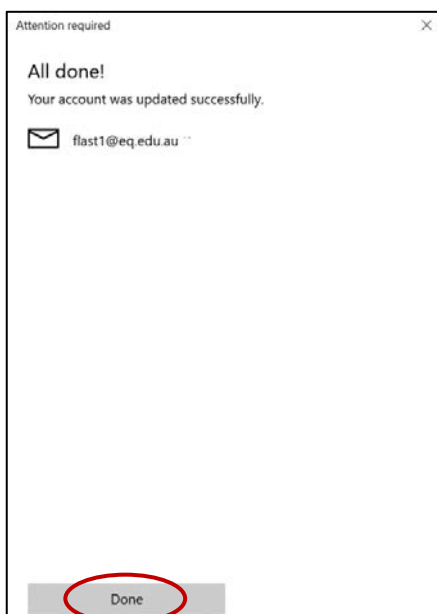 Attention required
All done!
Your account was updated successfully.
flast1@eq.edu.au
Done